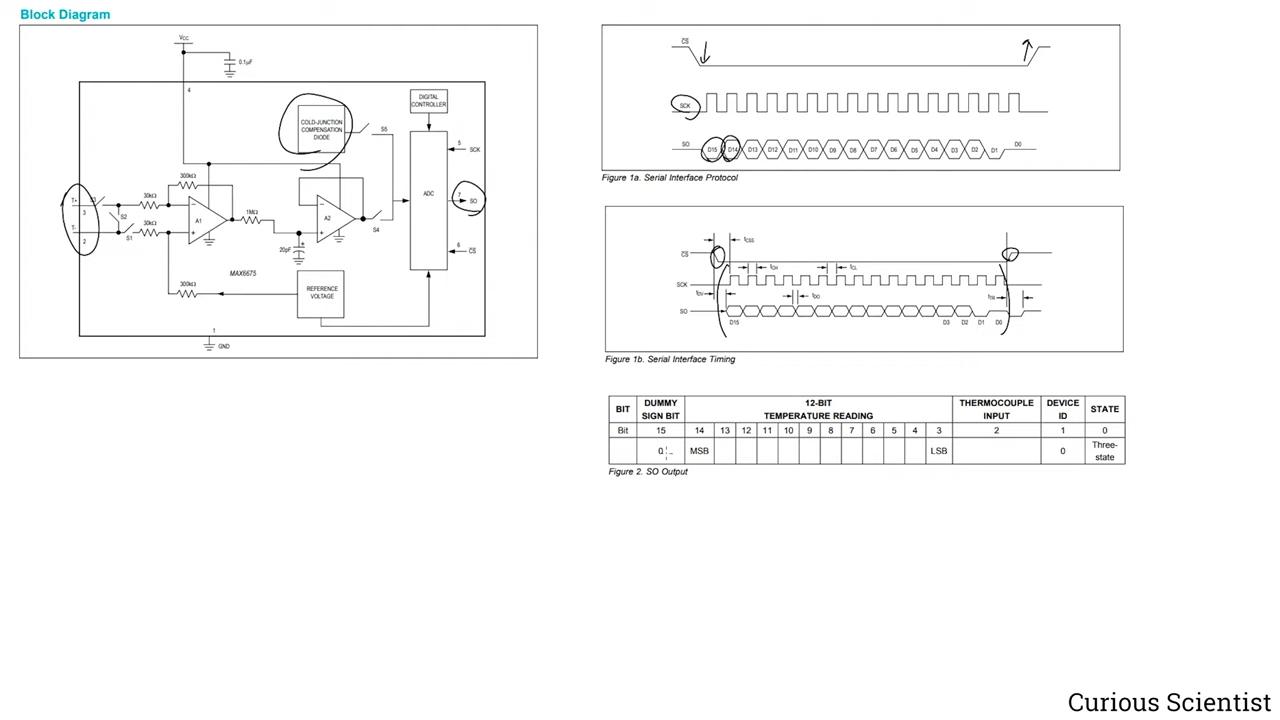 Block Diagram
VCC
0.1µF
4
COLD-JUNCTION
COMPENSATION
DIODE
S5
DIGITAL
CONTROLLER
5
SCK
300kΩ
30kΩ
T+
S3
3
S2
A1
1MΩ
A2
ADC
7
SO
30kΩ
T-
2
S1
S4
20pF
6
CS
MAX6675
300kΩ
REFERENCE
VOLTAGE
1
GND
CS
SCK
SO
D15 D14 D13 D12 D11 D10 D9 D8 D7 D6 D5 D4 D3 D2 D1 D0
Figure 1a. Serial Interface Protocol
tCSS
CS
tCH tCL
SCK
tDV tDO tTR
SO
D15 D3 D2 D1 D0
Figure 1b. Serial Interface Timing
BIT DUMMY SIGN BIT 12-BIT TEMPERATURE READING THERMOCOUPLE INPUT DEVICE ID STATE
Bit 15 14 13 12 11 10 9 8 7 6 5 4 3 2 1 0
0 MSB LSB 0 Three-state
Figure 2. SO Output
Curious Scientist